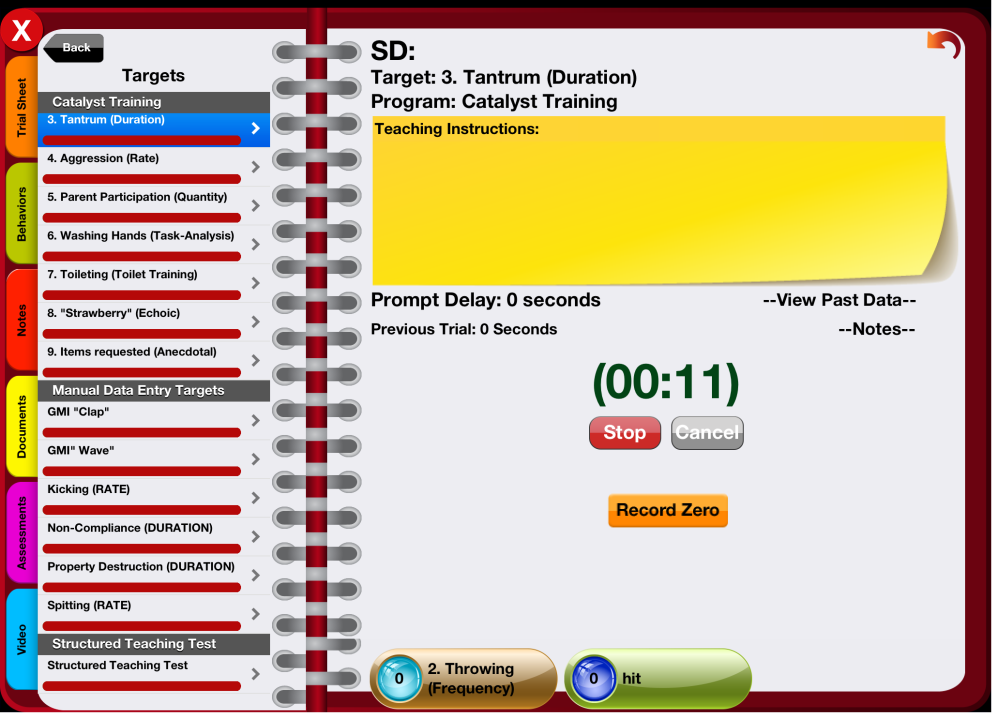 X
Back
Targets
Trial Sheet
Behaviors
Notes
Documents
Assessments
Video
Catalyst Training
3. Tantrum (Duration)
4. Aggression (Rate)
5. Parent Participation (Quantity)
6. Washing Hands (Task-Analysis)
7. Toileting (Toilet Training)
8. "Strawberry" (Echoic)
9. Items requested (Anecdotal)
Manual Data Entry Targets
GMI "Clap"
GMI" Wave"
Kicking (RATE)
Non-Compliance (DURATION)
Property Destruction (DURATION)
Spitting (RATE)
Structured Teaching Test
Structured Teaching Test
SD:
Target: 3. Tantrum (Duration)
Program: Catalyst Training
Teaching Instructions:
Prompt Delay: 0 seconds
--View Past Data--
Previous Trial: 0 Seconds
--Notes--
(00:11)
Stop
Cancel
Record Zero
0
2. Throwing
(Frequency)
0
hit